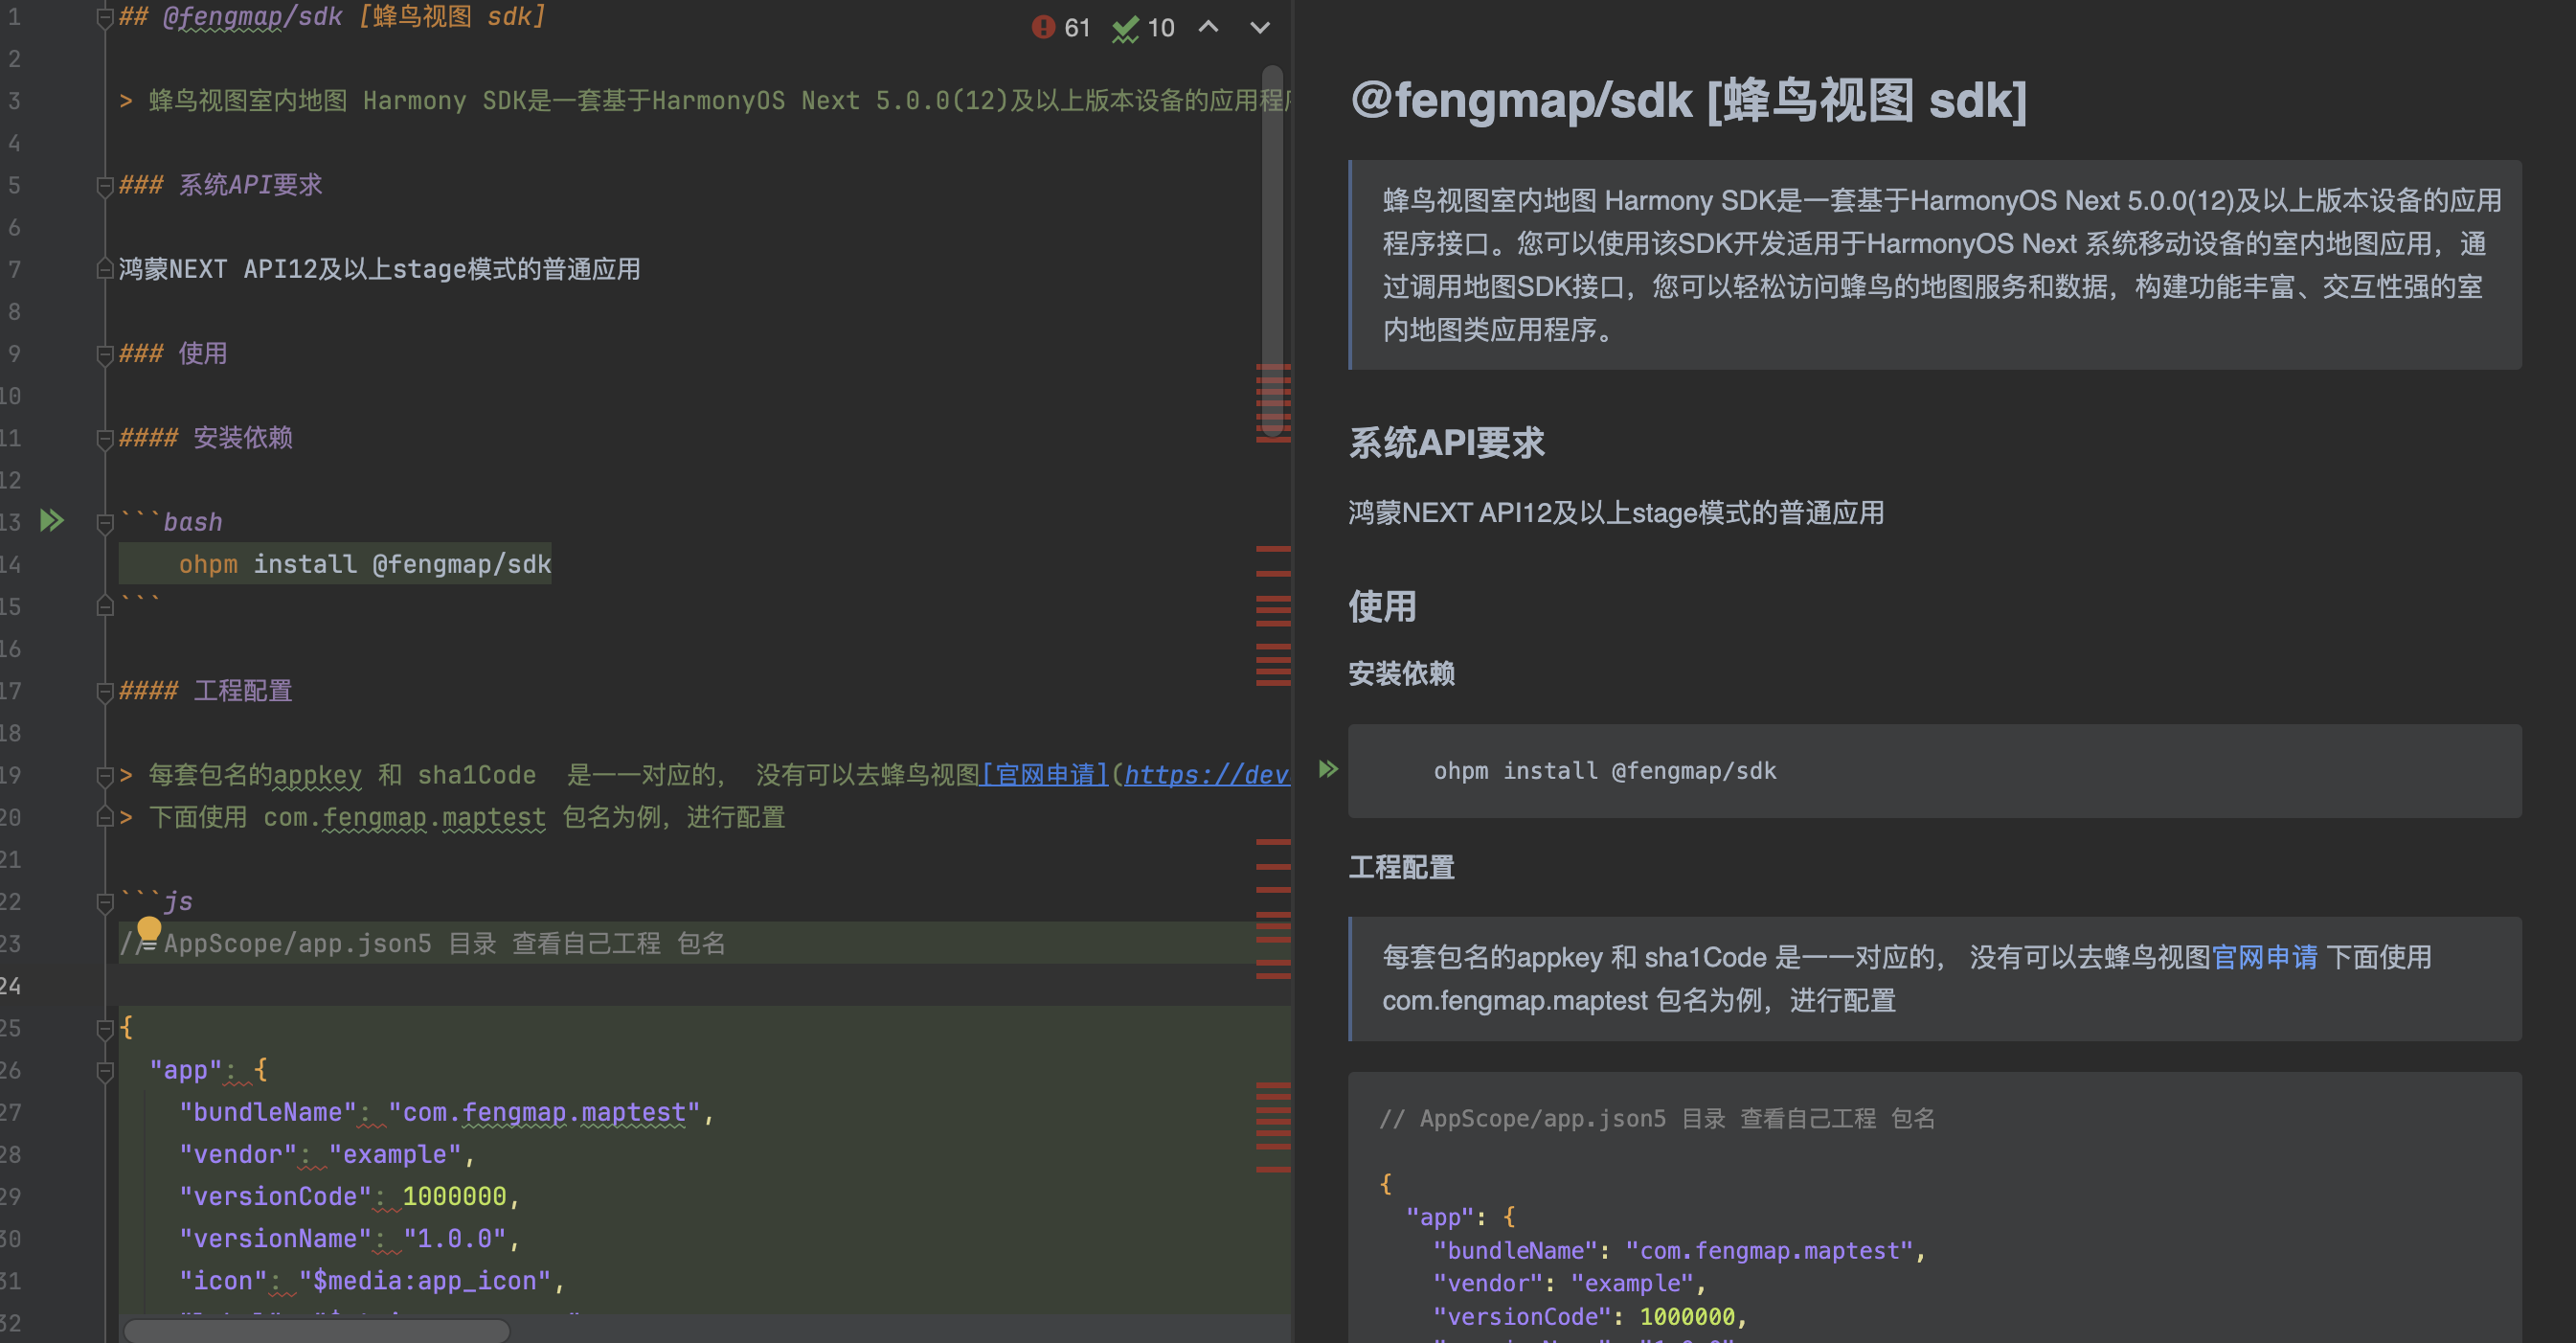 1 ## @fengmap/sdk [蜂鸟视图 sdk]
61 10
2
3 > 蜂鸟视图室内地图 Harmony SDK是一套基于HarmonyOS Next 5.0.0(12)及以上版本设备的应用程序
4
5 ### 系统API要求
6
7 鸿蒙NEXT API12及以上stage模式的普通应用
8
9 ### 使用
10
11 #### 安装依赖
12
13 ```bash
14 ohpm install @fengmap/sdk
15 ```
16
17 #### 工程配置
18
19 > 每套包名的appkey 和 sha1Code 是一一对应的， 没有可以去蜂鸟视图[官网申请](https://dev
20 > 下面使用 com.fengmap.maptest 包名为例，进行配置
21
22 ```js
23 // AppScope/app.json5 目录 查看自己工程 包名
24
25 {
26 "app": {
27 "bundleName": "com.fengmap.maptest",
28 "vendor": "example",
29 "versionCode": 1000000,
30 "versionName": "1.0.0",
31 "icon": "$media:app_icon",
32
@fengmap/sdk [蜂鸟视图 sdk]
蜂鸟视图室内地图 Harmony SDK是一套基于HarmonyOS Next 5.0.0(12)及以上版本设备的应用
程序接口。您可以使用该SDK开发适用于HarmonyOS Next 系统移动设备的室内地图应用，通
过调用地图SDK接口，您可以轻松访问蜂鸟的地图服务和数据，构建功能丰富、交互性强的室
内地图类应用程序。
系统API要求
鸿蒙NEXT API12及以上stage模式的普通应用
使用
安装依赖
ohpm install @fengmap/sdk
工程配置
每套包名的appkey 和 sha1Code 是一一对应的， 没有可以去蜂鸟视图官网申请 下面使用
com.fengmap.maptest 包名为例，进行配置
// AppScope/app.json5 目录 查看自己工程 包名
{
"app": {
"bundleName": "com.fengmap.maptest",
"vendor": "example",
"versionCode": 1000000,